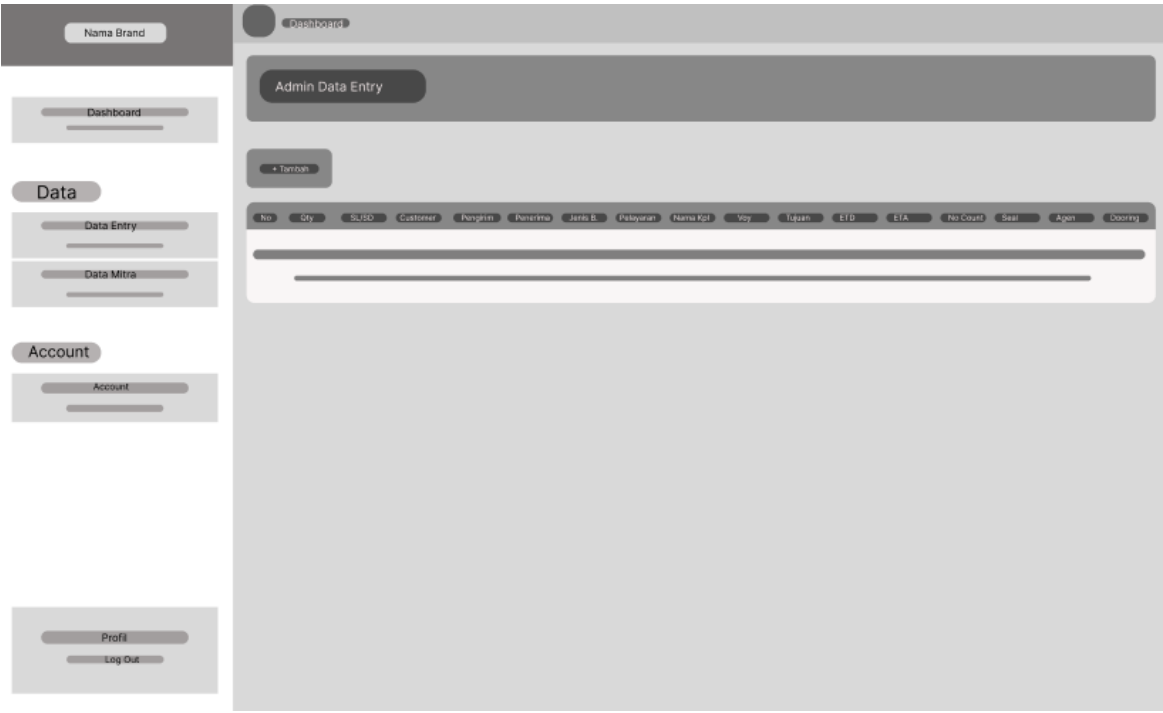 Nama Brand
Dashboard
Data
Data Entry
Data Mitra
Account
Account
Profil
Log Out
Dashboard
Admin Data Entry
+ Tambah
No Qty SL/SD Customer Pengirim Penerima Jenis B. Pelayaran Nama Kpl Voy Tujuan ETD ETA No Count Seal Agen Dooring